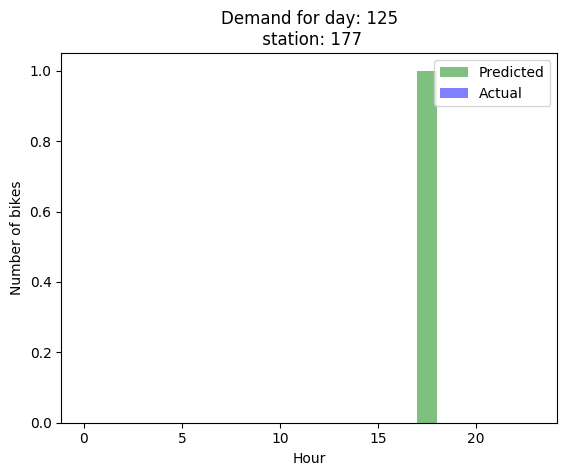 Demand for day: 125
station: 177
Predicted
Actual
1.0
0.8
0.6
0.4
0.2
0.0
Number of bikes
0
5
10
15
20
Hour